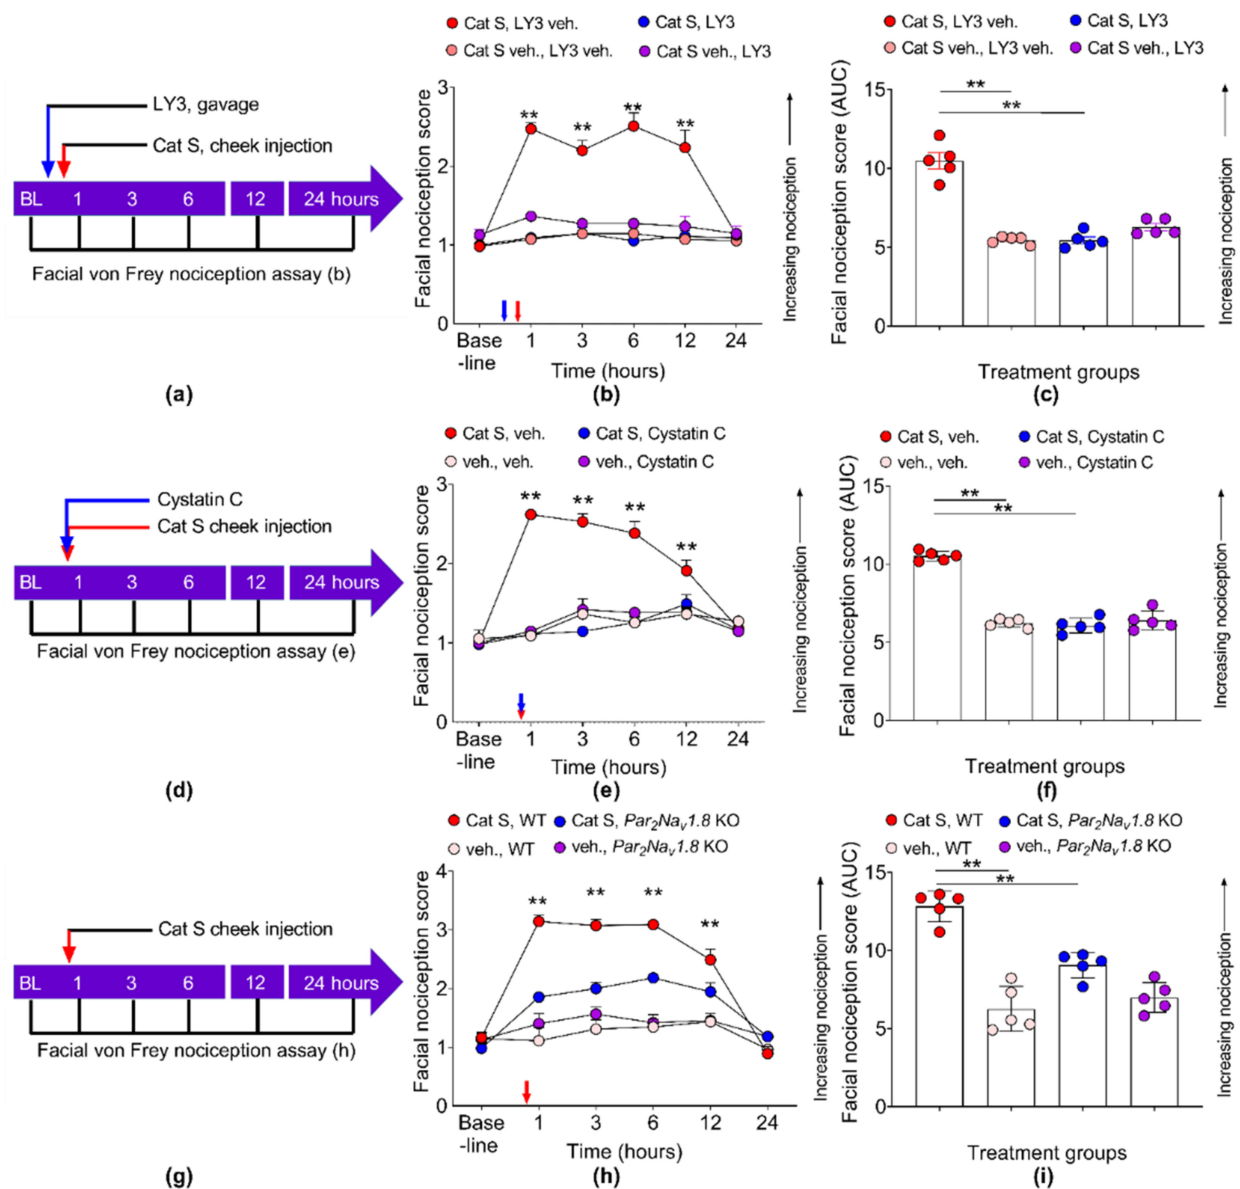 LY3, gavage
Cat S, cheek injection
BL 1 3 6 12 24 hours
Facial von Frey nociception assay (b)
(a)
Cat S, LY3 veh. Cat S, LY3
Cat S veh., LY3 veh. Cat S veh., LY3
Facial nociception score
3
2
1
0
** ** ** **
Base
-line 1 3 6 12 24
Time (hours)
Increasing nociception
(b)
Cat S, LY3 veh. Cat S, LY3
Cat S veh., LY3 veh. Cat S veh., LY3
Facial nociception score (AUC)
15
10
5
0
**
**
Treatment groups
Increasing nociception
(c)
Cystatin C
Cat S cheek injection
BL 1 3 6 12 24 hours
Facial von Frey nociception assay (e)
(d)
Cat S, veh. Cat S, Cystatin C
veh., veh. veh., Cystatin C
Facial nociception score
3
2
1
0
** ** ** **
Base
-line 1 3 6 12 24
Time (hours)
Increasing nociception
(e)
Cat S, veh. Cat S, Cystatin C
veh., veh. veh., Cystatin C
Facial nociception score (AUC)
15
10
5
0
**
**
Treatment groups
Increasing nociception
(f)
Cat S cheek injection
BL 1 3 6 12 24 hours
Facial von Frey nociception assay (h)
(g)
Cat S, WT Cat S, Par₂Naᵥ1.8 KO
veh., WT veh., Par₂Naᵥ1.8 KO
Facial nociception score
4
3
2
1
0
** ** ** **
Base
-line 1 3 6 12 24
Time (hours)
Increasing nociception
(h)
Cat S, WT Cat S, Par₂Naᵥ1.8 KO
veh., WT veh., Par₂Naᵥ1.8 KO
Facial nociception score (AUC)
15
10
5
0
**
**
Treatment groups
Increasing nociception
(i)